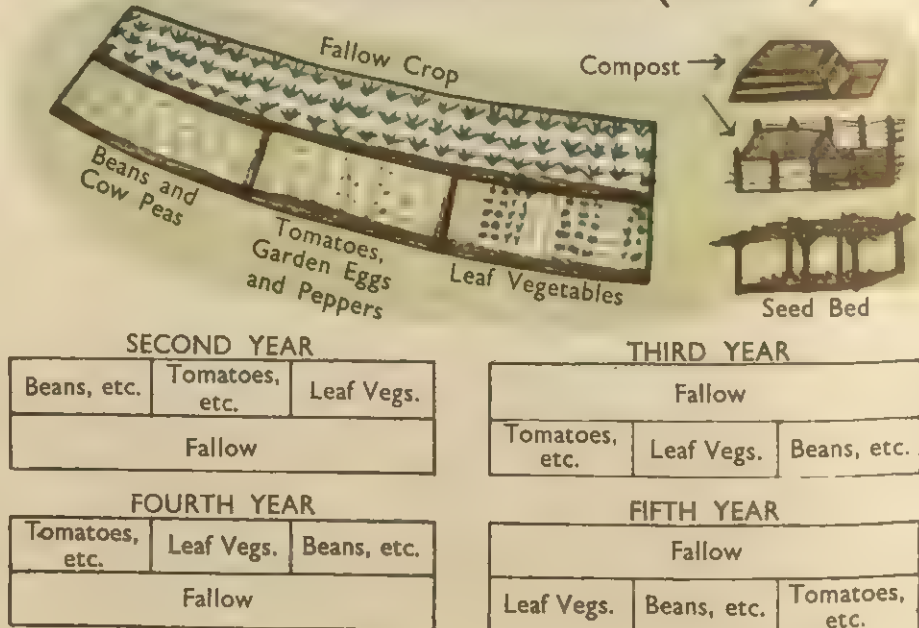 Fallow Crop
Compost
Beans and
Cow Peas
Tomatoes,
Garden Eggs
and Peppers
Leaf Vegetables
Seed Bed
SECOND YEAR
Beans, etc.
Tomatoes,
etc.
Leaf Vegs.
Fallow
THIRD YEAR
Fallow
Tomatoes,
etc.
Leaf Vegs.
Beans, etc.
FOURTH YEAR
Tomatoes,
etc.
Leaf Vegs.
Beans, etc.
Fallow
FIFTH YEAR
Fallow
Leaf Vegs.
Beans, etc.
Tomatoes,
etc.